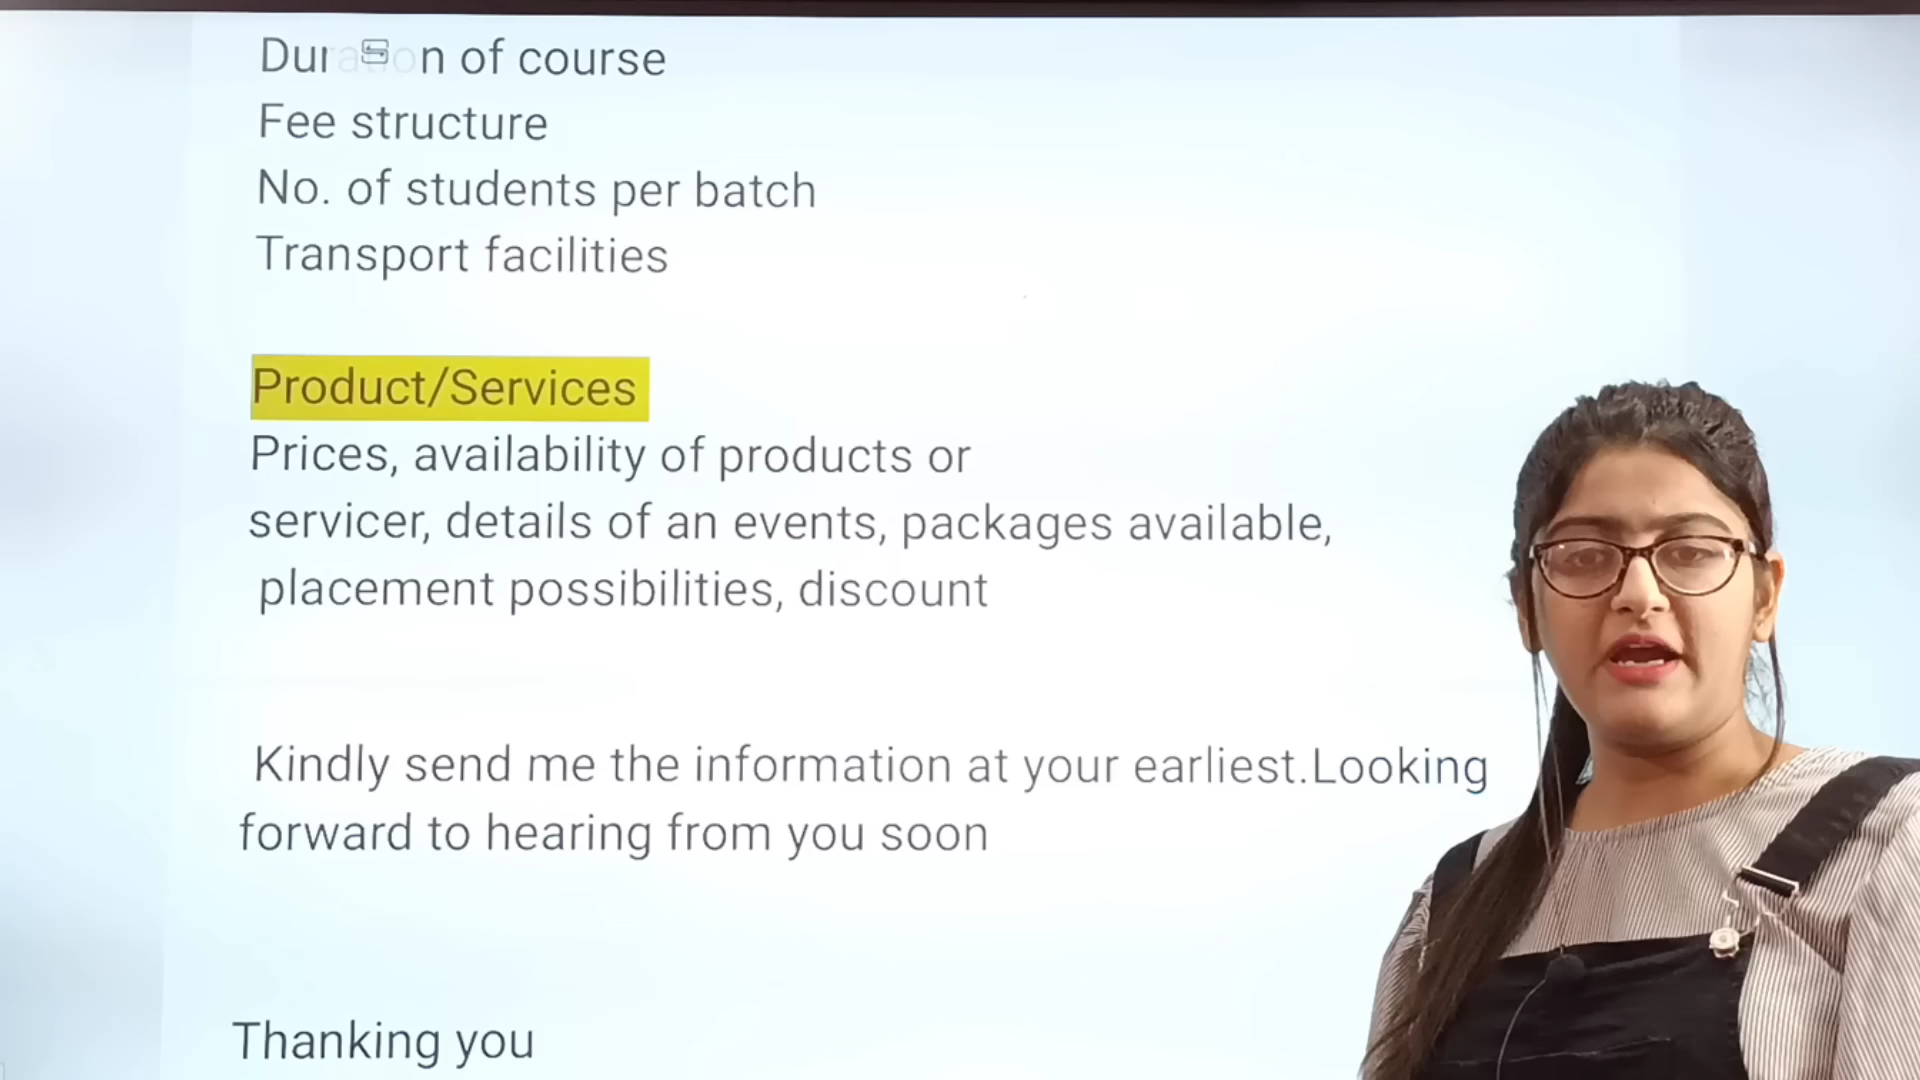 Duration of course
Fee structure
No. of students per batch
Transport facilities
Product/Services
Prices, availability of products or
servicer, details of an events, packages available,
placement possibilities, discount
Kindly send me the information at your earliest.Looking
forward to hearing from you soon
Thanking you